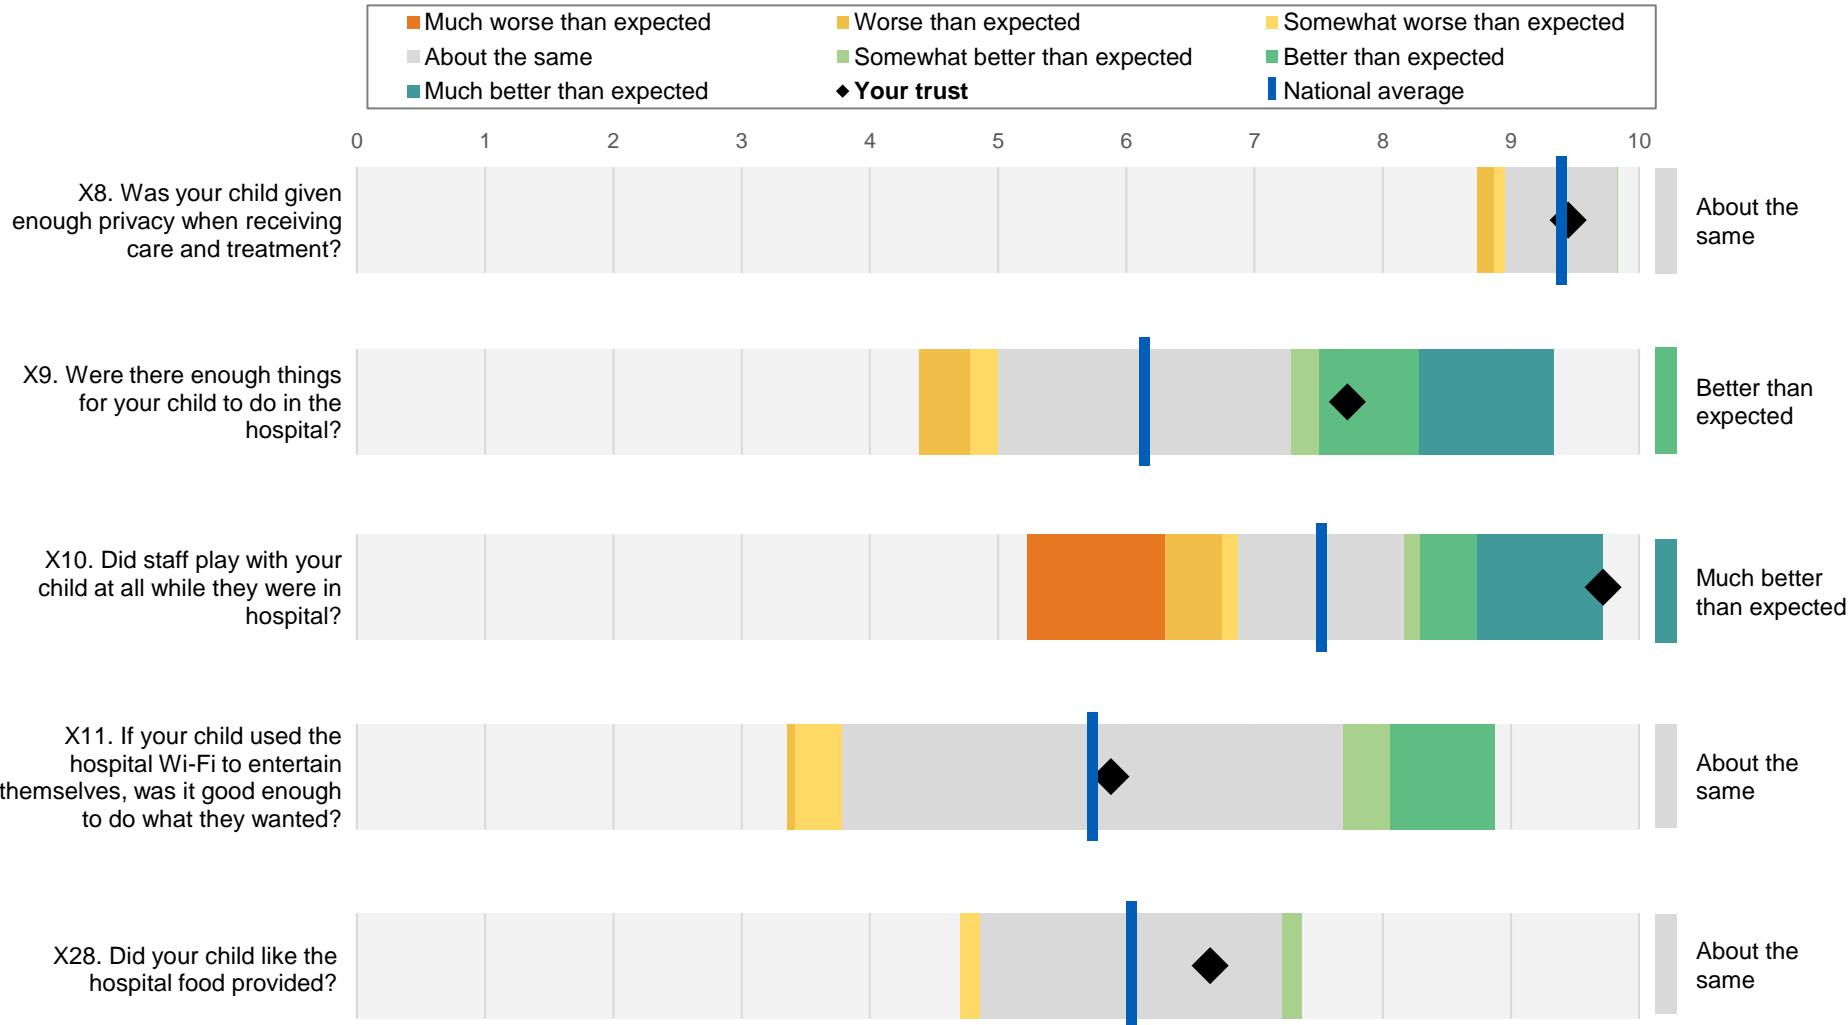 Much worse than expected
Worse than expected
Somewhat worse than expected
About the same
Somewhat better than expected
Better than expected
Much better than expected
Your trust
National average
0 1 2 3 4 5 6 7 8 9 10
X8. Was your child given
enough privacy when receiving
care and treatment?
About the
same
X9. Were there enough things
for your child to do in the
hospital?
Better than
expected
X10. Did staff play with your
child at all while they were in
hospital?
Much better
than expected
X11. If your child used the
hospital Wi-Fi to entertain
themselves, was it good enough
to do what they wanted?
About the
same
X28. Did your child like the
hospital food provided?
About the
same